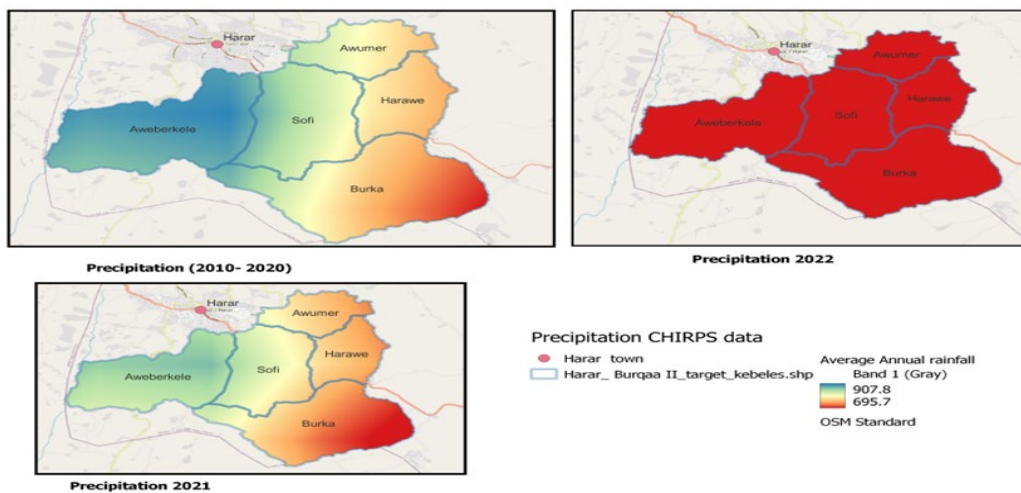 Harar
Awumer
Harawe
Sofi
Aweberkele
Burka
Precipitation (2010- 2020)
Harar
Awumer
Harawe
Sofi
Aweberkele
Burka
Precipitation 2022
Harar
Awumer
Harawe
Sofi
Aweberkele
Burka
Precipitation 2021
Precipitation CHIRPS data
Harar town
Harar_ Burqaa II_target_kebeles.shp
Average Annual rainfall
Band 1 (Gray)
907.8
695.7
OSM Standard